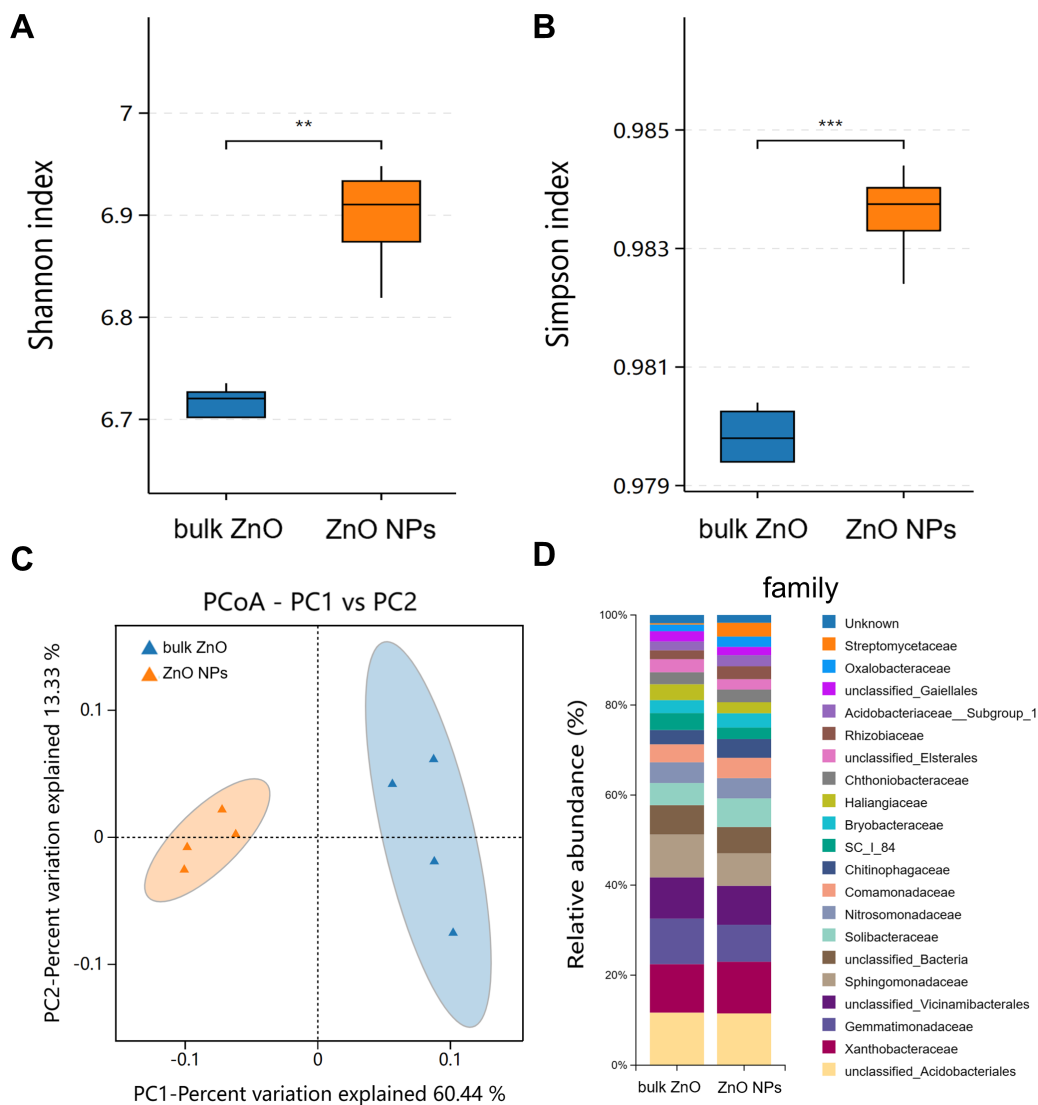 A
7
6.9
6.8
6.7
Shannon index
**
bulk ZnO
ZnO NPs
B
0.985
0.983
0.981
0.979
Simpson index
***
bulk ZnO
ZnO NPs
C
PCoA - PC1 vs PC2
bulk ZnO
ZnO NPs
0.1
0
-0.1
PC2-Percent variation explained 13.33 %
-0.1
0
0.1
PC1-Percent variation explained 60.44 %
D
family
100%
80%
60%
40%
20%
0%
Relative abundance (%)
bulk ZnO
ZnO NPs
Unknown
Streptomycetaceae
Oxalobacteraceae
unclassified_Gaiellales
Acidobacteriaceae__Subgroup_1
Rhizobiaceae
unclassified_Elsterales
Chthoniobacteraceae
Haliangiaceae
Bryobacteraceae
SC_I_84
Chitinophagaceae
Comamonadaceae
Nitrosomonadaceae
Solibacteraceae
unclassified_Bacteria
Sphingomonadaceae
unclassified_Vicinamibacterales
Gemmatimonadaceae
Xanthobacteraceae
unclassified_Acidobacteriales